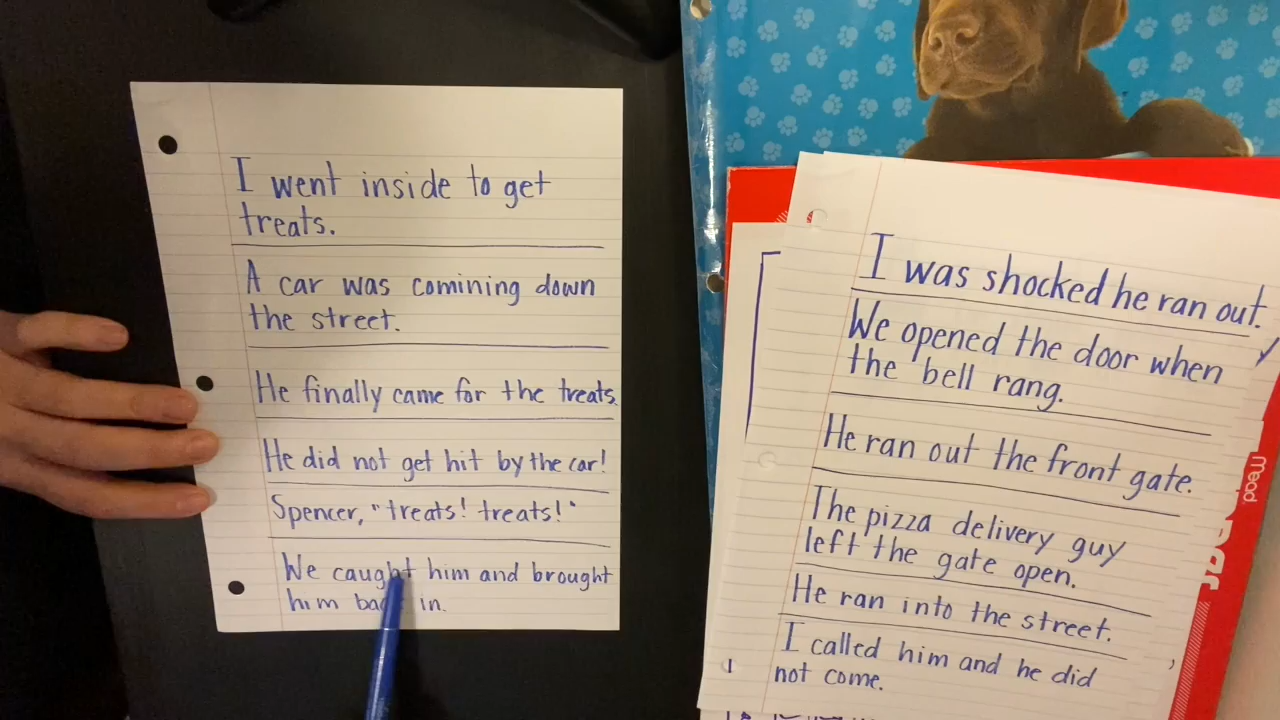 I went inside to get
treats.
A car was comining down
the street.
He finally came for the treats.
He did not get hit by the car!
Spencer, "treats! treats!"
We caught him and brought
him back in.
I was shocked he ran out.
We opened the door when
the bell rang.
He ran out the front gate.
The pizza delivery guy
left the gate open.
He ran into the street.
I called him and he did
not come.
mead